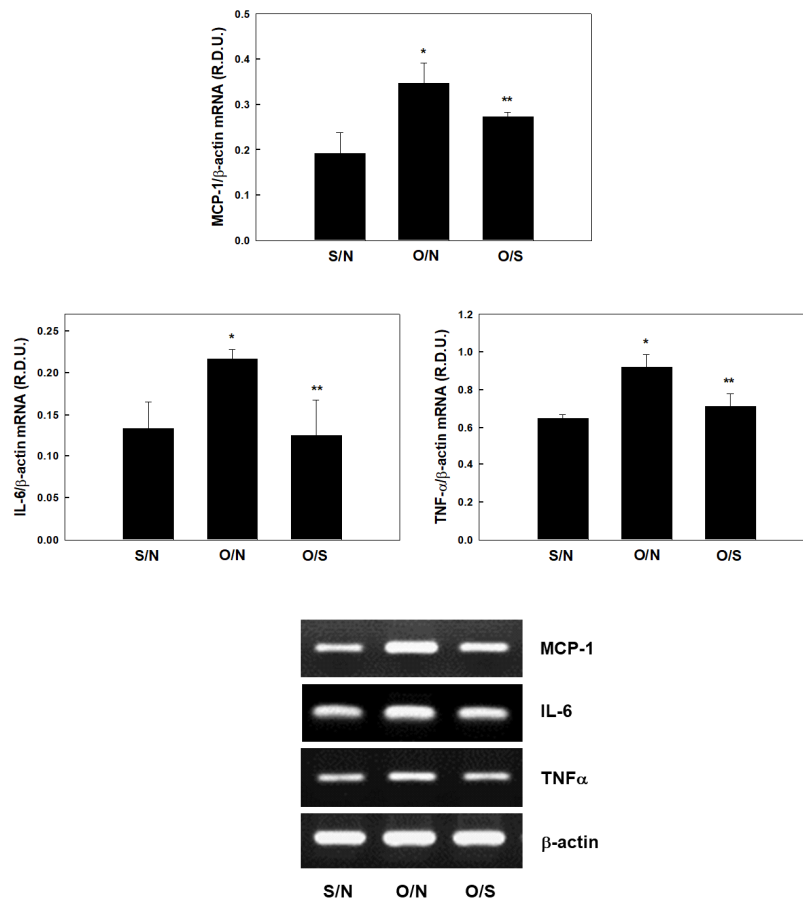 MCP-1/β-actin mRNA (R.D.U.)
0.5
0.4
0.3
0.2
0.1
0.0
*
**
S/N O/N O/S
IL-6/β-actin mRNA (R.D.U.)
0.25
0.20
0.15
0.10
0.05
0.00
*
**
S/N O/N O/S
TNF-α/β-actin mRNA (R.D.U.)
1.2
1.0
0.8
0.6
0.4
0.2
0.0
*
**
S/N O/N O/S
MCP-1
IL-6
TNFα
β-actin
S/N O/N O/S